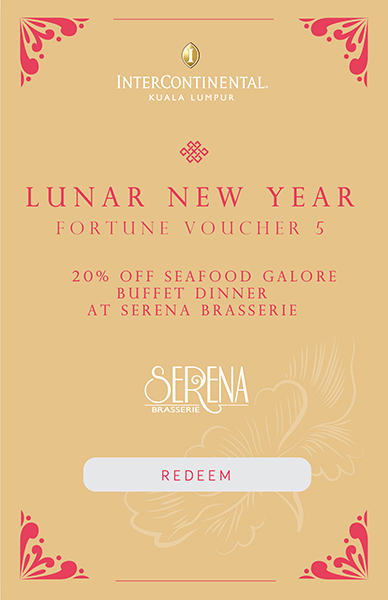 I
INTERCONTINENTAL.
KUALA LUMPUR
LUNAR NEW YEAR
FORTUNE VOUCHER 5
20% OFF SEAFOOD GALORE
BUFFET DINNER
AT SERENA BRASSERIE
SERENA
BRASSERIE
REDEEM